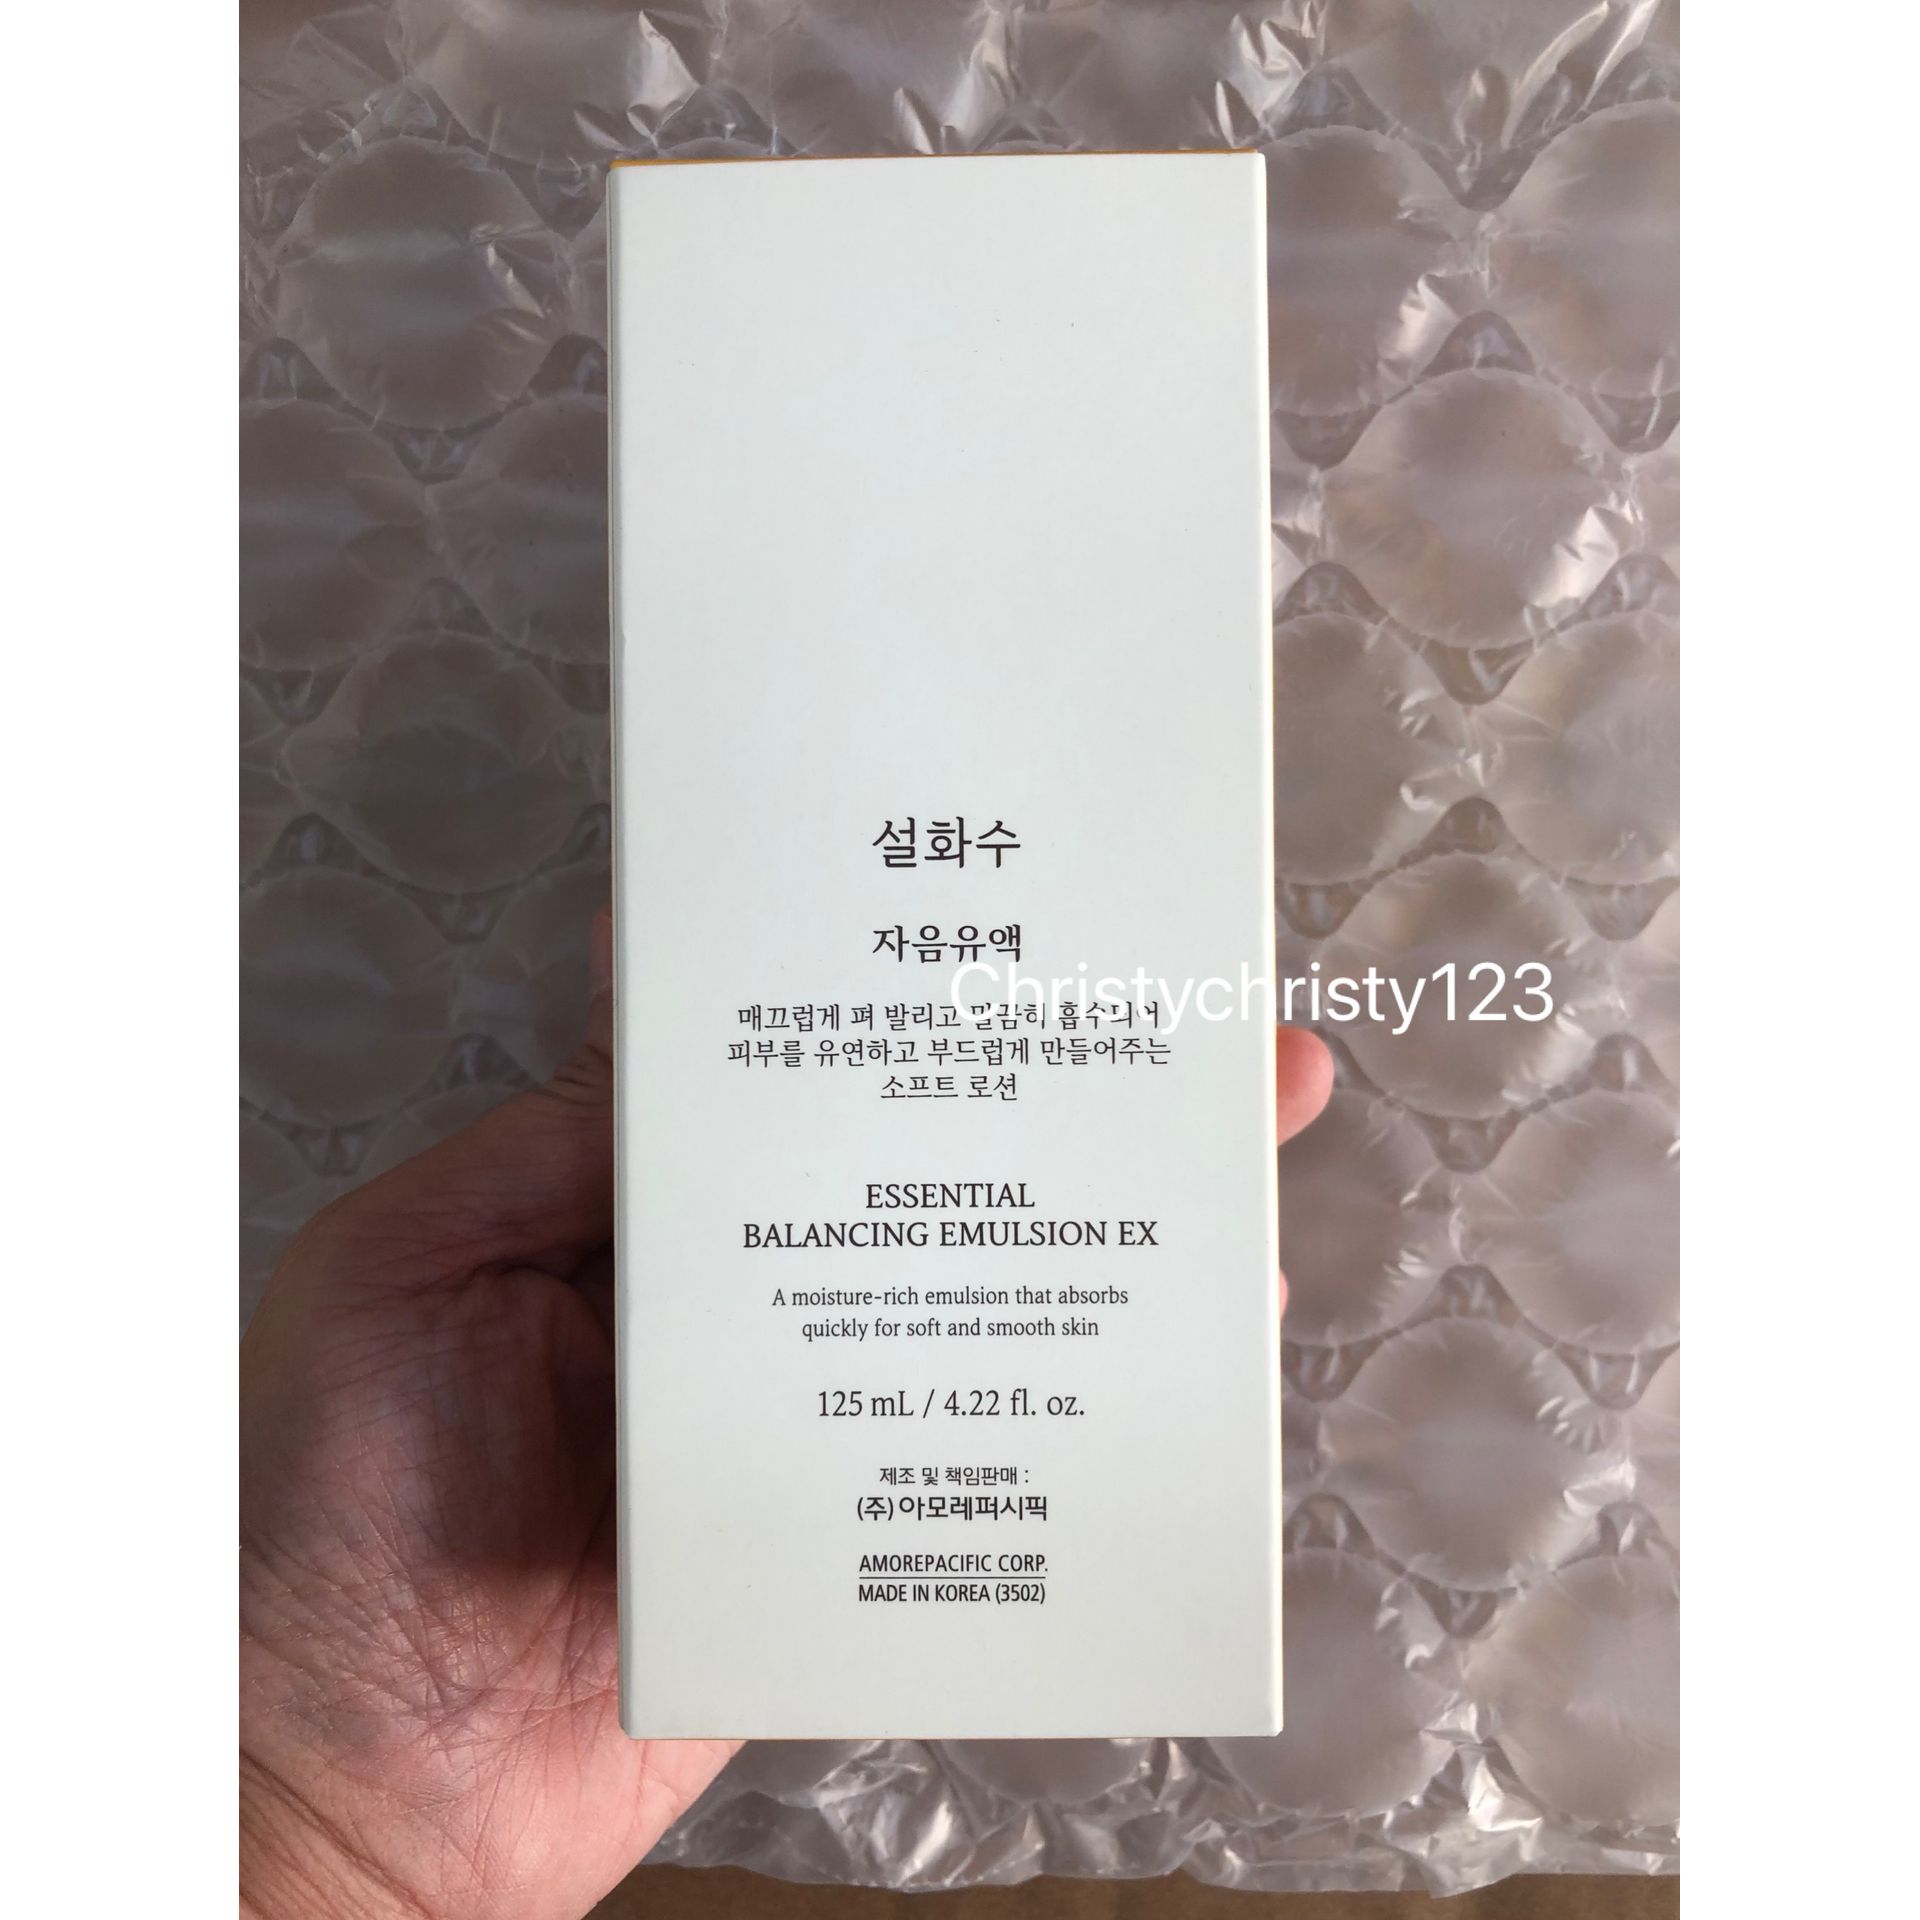 설화수
자음유액
Christychristy123
매끄럽게 펴 발리고 말끔히 흡수되어
피부를 유연하고 부드럽게 만들어주는
소프트 로션
ESSENTIAL
BALANCING EMULSION EX
A moisture-rich emulsion that absorbs
quickly for soft and smooth skin
125 mL / 4.22 fl. oz.
제조 및 책임판매 :
(주)아모레퍼시픽
AMOREPACIFIC CORP.
MADE IN KOREA (3502)